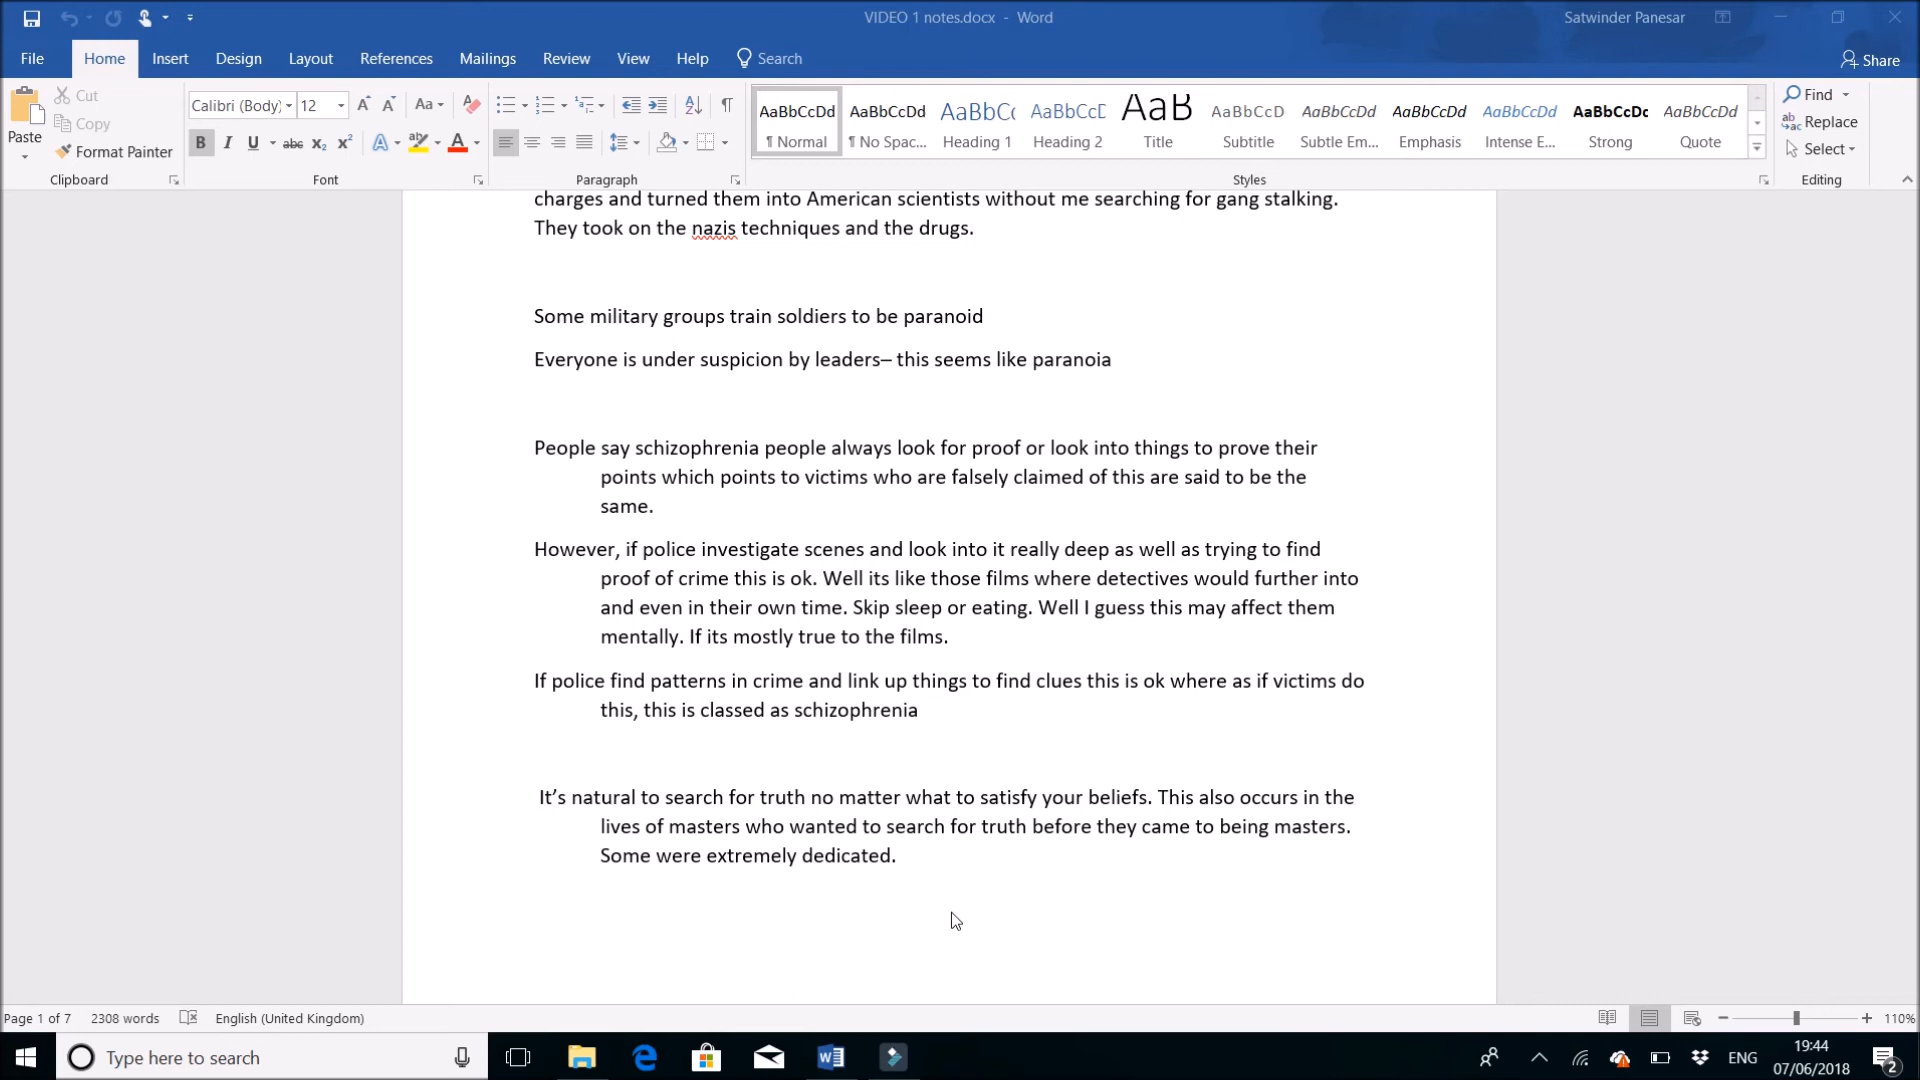 VIDEO 1 notes.docx - Word
Satwinder Panesar
File Home Insert Design Layout References Mailings Review View Help Search
Share
Paste
Cut
Copy
Format Painter
Clipboard
Calibri (Body) 12
Font
Paragraph
AaBbCcDd AaBbCcDd AaBbC AaBbCcD AaB AaBbCcD AaBbCcDd AaBbCcDd AaBbCcDd AaBbCcDc AaBbCcDd
¶ Normal ¶ No Spac... Heading 1 Heading 2 Title Subtitle Subtle Em... Emphasis Intense E... Strong Quote
Styles
Find
Replace
Select
Editing
charges and turned them into American scientists without me searching for gang stalking.
They took on the nazis techniques and the drugs.
Some military groups train soldiers to be paranoid
Everyone is under suspicion by leaders– this seems like paranoia
People say schizophrenia people always look for proof or look into things to prove their
points which points to victims who are falsely claimed of this are said to be the
same.
However, if police investigate scenes and look into it really deep as well as trying to find
proof of crime this is ok. Well its like those films where detectives would further into
and even in their own time. Skip sleep or eating. Well I guess this may affect them
mentally. If its mostly true to the films.
If police find patterns in crime and link up things to find clues this is ok where as if victims do
this, this is classed as schizophrenia
It’s natural to search for truth no matter what to satisfy your beliefs. This also occurs in the
lives of masters who wanted to search for truth before they came to being masters.
Some were extremely dedicated.
Page 1 of 7 2308 words English (United Kingdom)
110%
Type here to search
ENG
19:44
07/06/2018
2